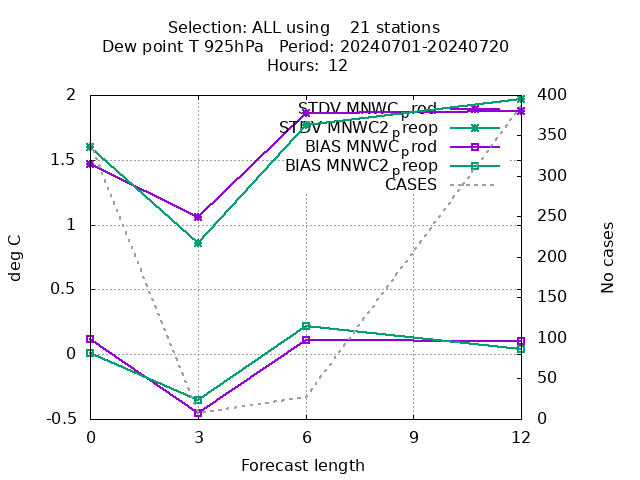 Selection: ALL using    21 stations
Dew point T 925hPa   Period: 20240701-20240720
Hours:  12
STDV MNWC_prod
STDV MNWC2_preop
BIAS MNWC_prod
BIAS MNWC2_preop
CASES
2
1.5
1
0.5
0
-0.5
deg C
400
350
300
250
200
150
100
50
0
No cases
0 3 6 9 12
Forecast length